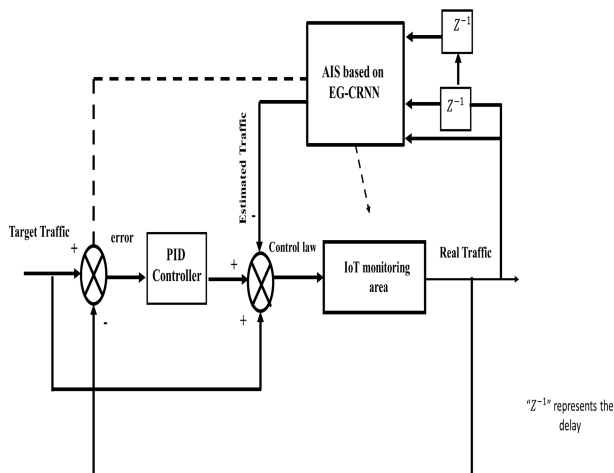 Z⁻¹
AIS based on
EG-CRNN
Z⁻¹
Estimated Traffic
-
Target Traffic
+
error
PID
Controller
+
Control law
IoT monitoring
area
Real Traffic
-
+
"Z⁻¹" represents the
delay